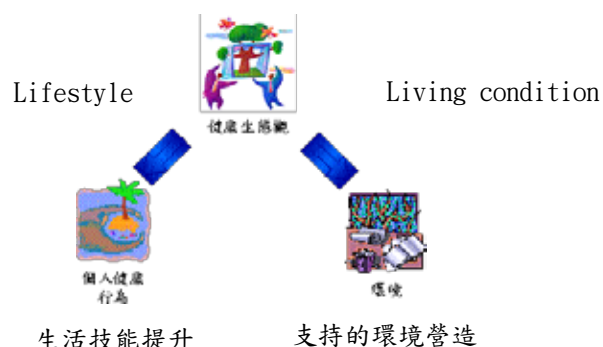 Lifestyle
Living condition
健康生態觀
個人健康
行為
環境
生活技能提升
支持的環境營造